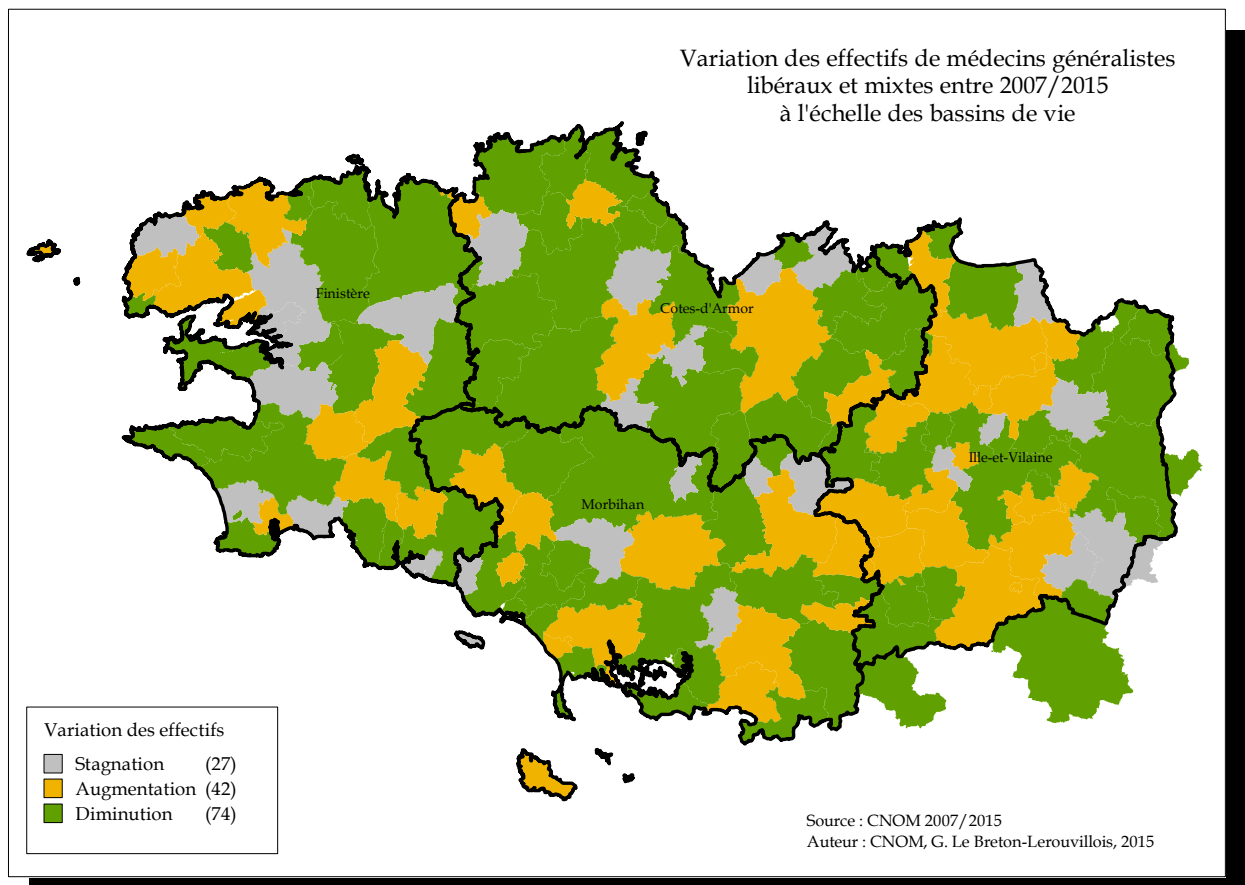 Variation des effectifs de médecins généralistes
libéraux et mixtes entre 2007/2015
à l'échelle des bassins de vie
Finistère
Cotes-d'Armor
Ille-et-Vilaine
Morbihan
Variation des effectifs
Stagnation (27)
Augmentation (42)
Diminution (74)
Source : CNOM 2007/2015
Auteur : CNOM, G. Le Breton-Lerouvillois, 2015